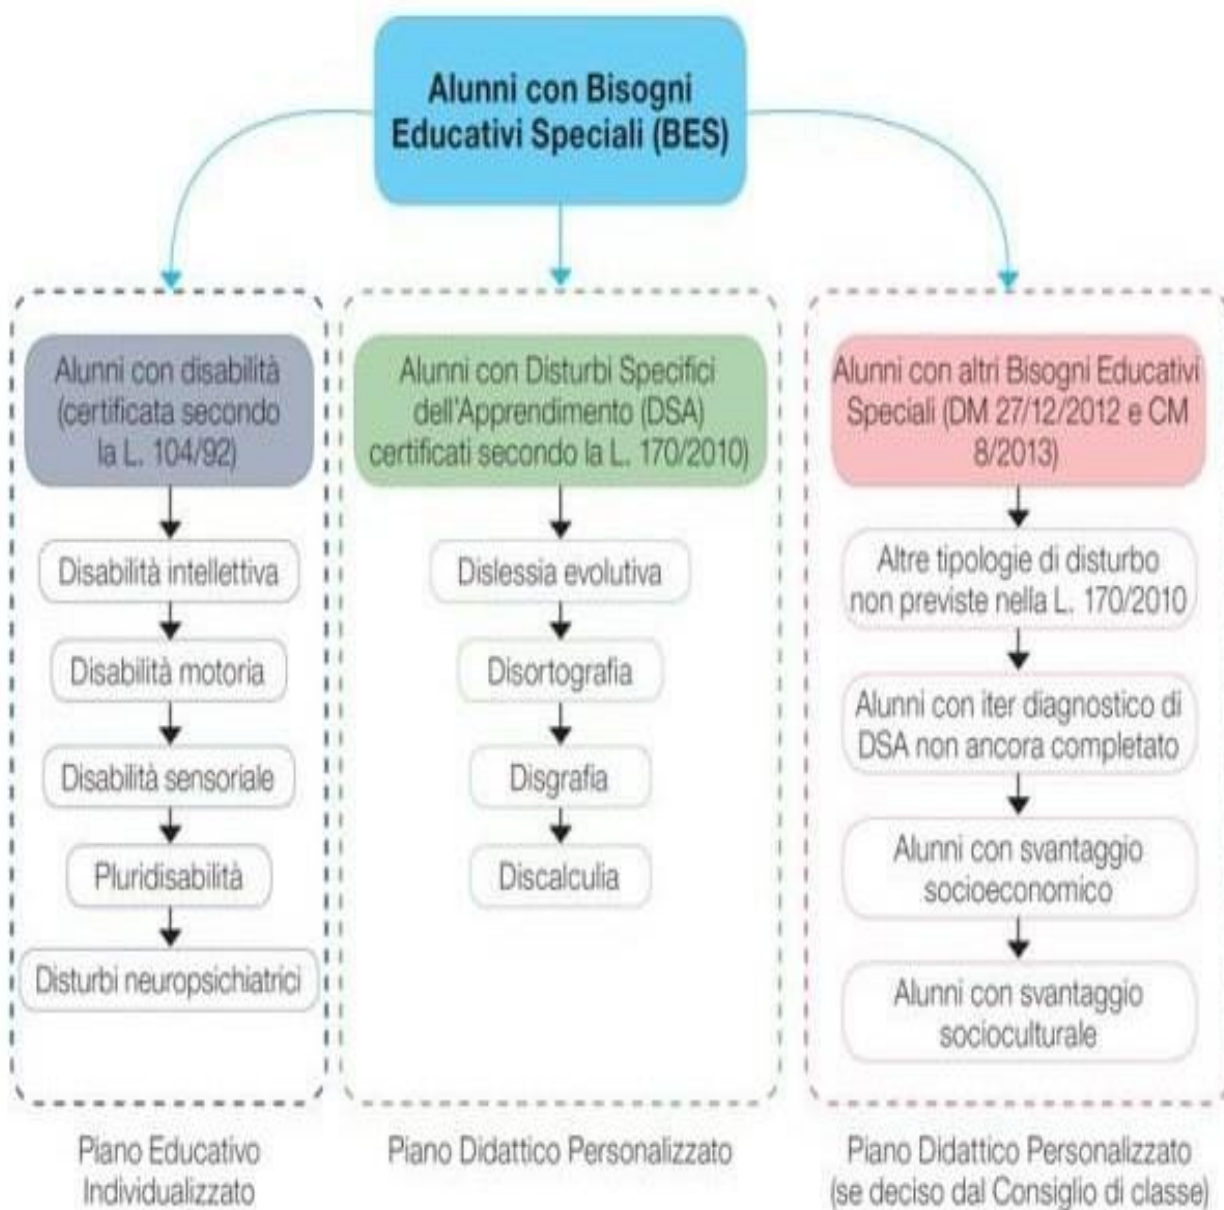 Alunni con Bisogni
Educativi Speciali (BES)
Alunni con disabilità
(certificata secondo
la L. 104/92)
Disabilità intellettiva
Disabilità motoria
Disabilità sensoriale
Pluridisabilità
Disturbi neuropsichiatrici
Piano Educativo
Individualizzato
Alunni con Disturbi Specifici
dell'Apprendimento (DSA)
certificati secondo la L. 170/2010)
Dislessia evolutiva
Disortografia
Disgrafia
Discalculia
Piano Didattico Personalizzato
Alunni con altri Bisogni Educativi
Speciali (DM 27/12/2012 e CM
8/2013)
Altre tipologie di disturbo
non previste nella L. 170/2010
Alunni con iter diagnostico di
DSA non ancora completato
Alunni con svantaggio
socioeconomico
Alunni con svantaggio
socioculturale
Piano Didattico Personalizzato
(se deciso dal Consiglio di classe)